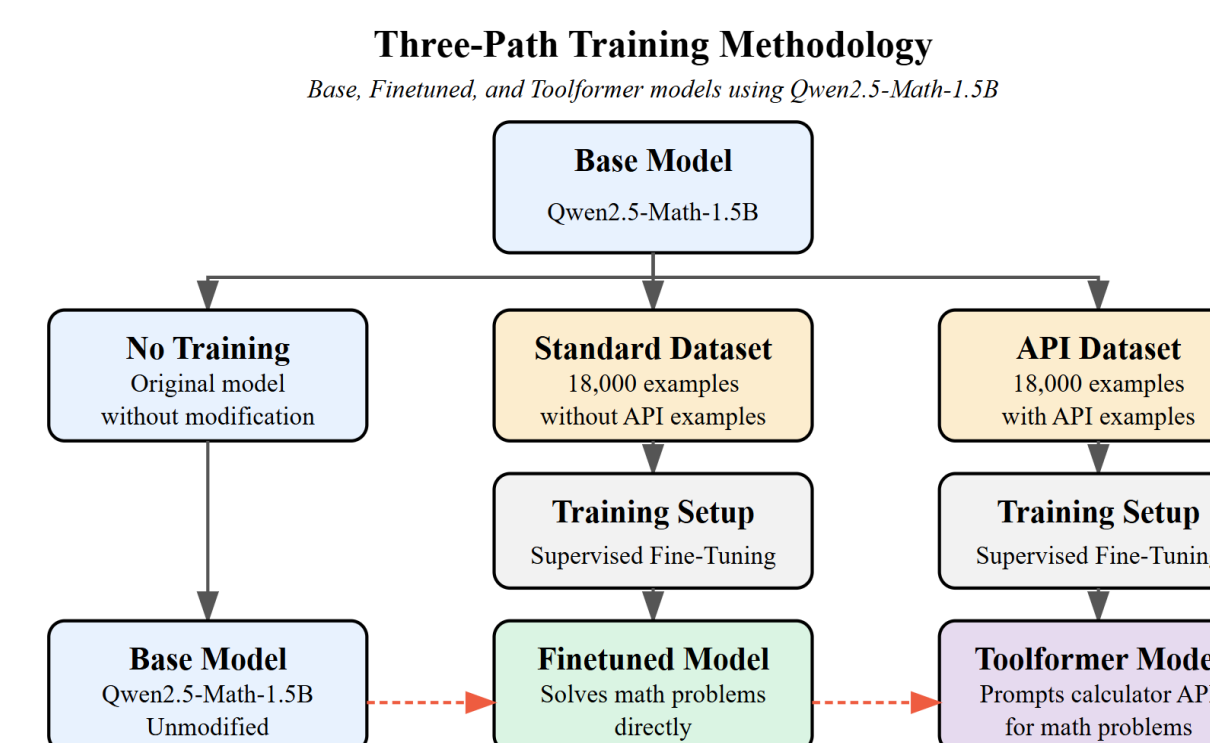 Three-Path Training Methodology
Base, Finetuned, and Toolformer models using Qwen2.5-Math-1.5B
Base Model
Qwen2.5-Math-1.5B
No Training
Original model
without modification
Standard Dataset
18,000 examples
without API examples
API Dataset
18,000 examples
with API examples
Training Setup
Supervised Fine-Tuning
Training Setup
Supervised
Base Model
Qwen2.5-Math-1.5B
Unmodified
Finetuned Model
Solves math problems
directly
Toolformer
Prompts calculator API
for math problems